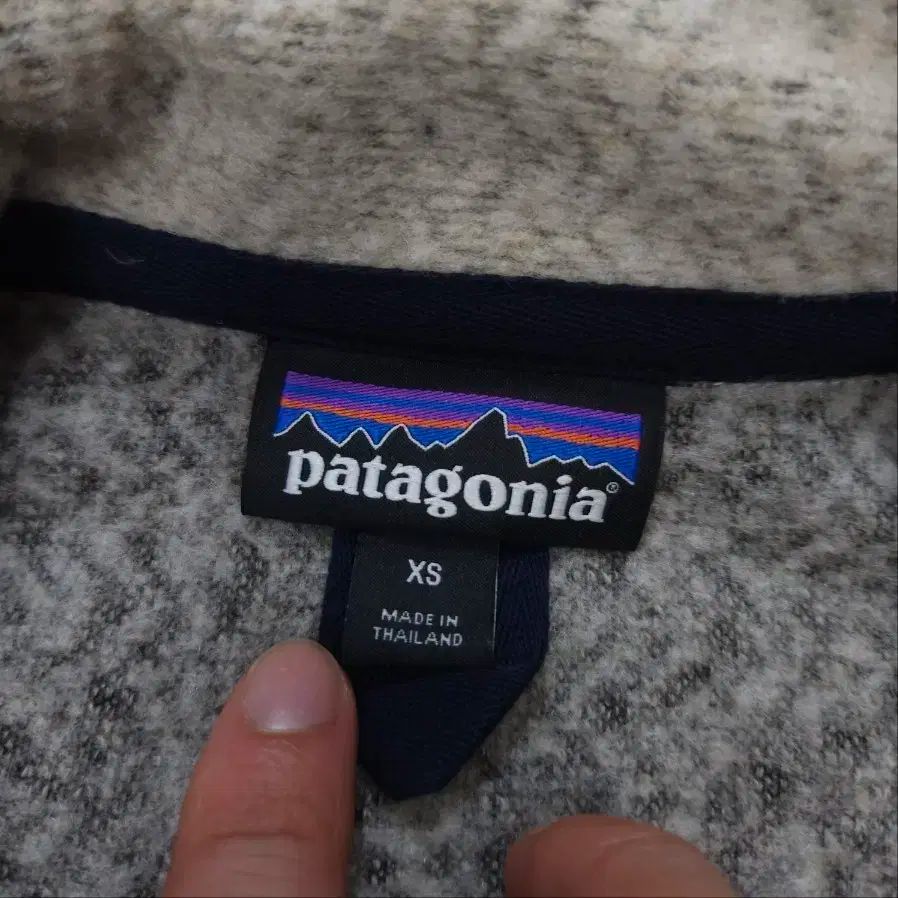 patagonia®
XS
MADE IN
THAILAND